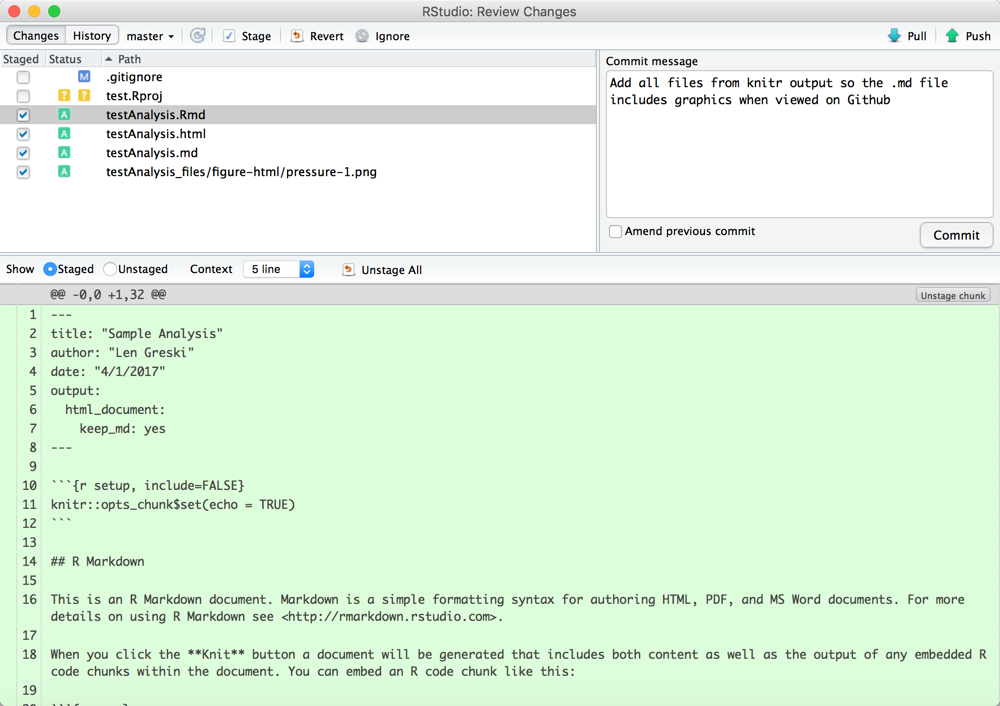 RStudio: Review Changes
Changes History master Stage Revert Ignore Pull Push
Staged Status Path
M .gitignore
? ? test.Rproj
A testAnalysis.Rmd
A testAnalysis.html
A testAnalysis.md
A testAnalysis_files/figure-html/pressure-1.png
Commit message
Add all files from knitr output so the .md file
includes graphics when viewed on Github
Amend previous commit
Commit
Show Staged Unstaged Context 5 line Unstage All
@@ -0,0 +1,32 @@ Unstage chunk
1 ---
2 title: "Sample Analysis"
3 author: "Len Greski"
4 date: "4/1/2017"
5 output:
6 html_document:
7 keep_md: yes
8 ---
9
10 ```{r setup, include=FALSE}
11 knitr::opts_chunk$set(echo = TRUE)
12 ```
13
14 ## R Markdown
15
16 This is an R Markdown document. Markdown is a simple formatting syntax for authoring HTML, PDF, and MS Word documents. For more
details on using R Markdown see <http://rmarkdown.rstudio.com>.
17
18 When you click the **Knit** button a document will be generated that includes both content as well as the output of any embedded R
code chunks within the document. You can embed an R code chunk like this:
19